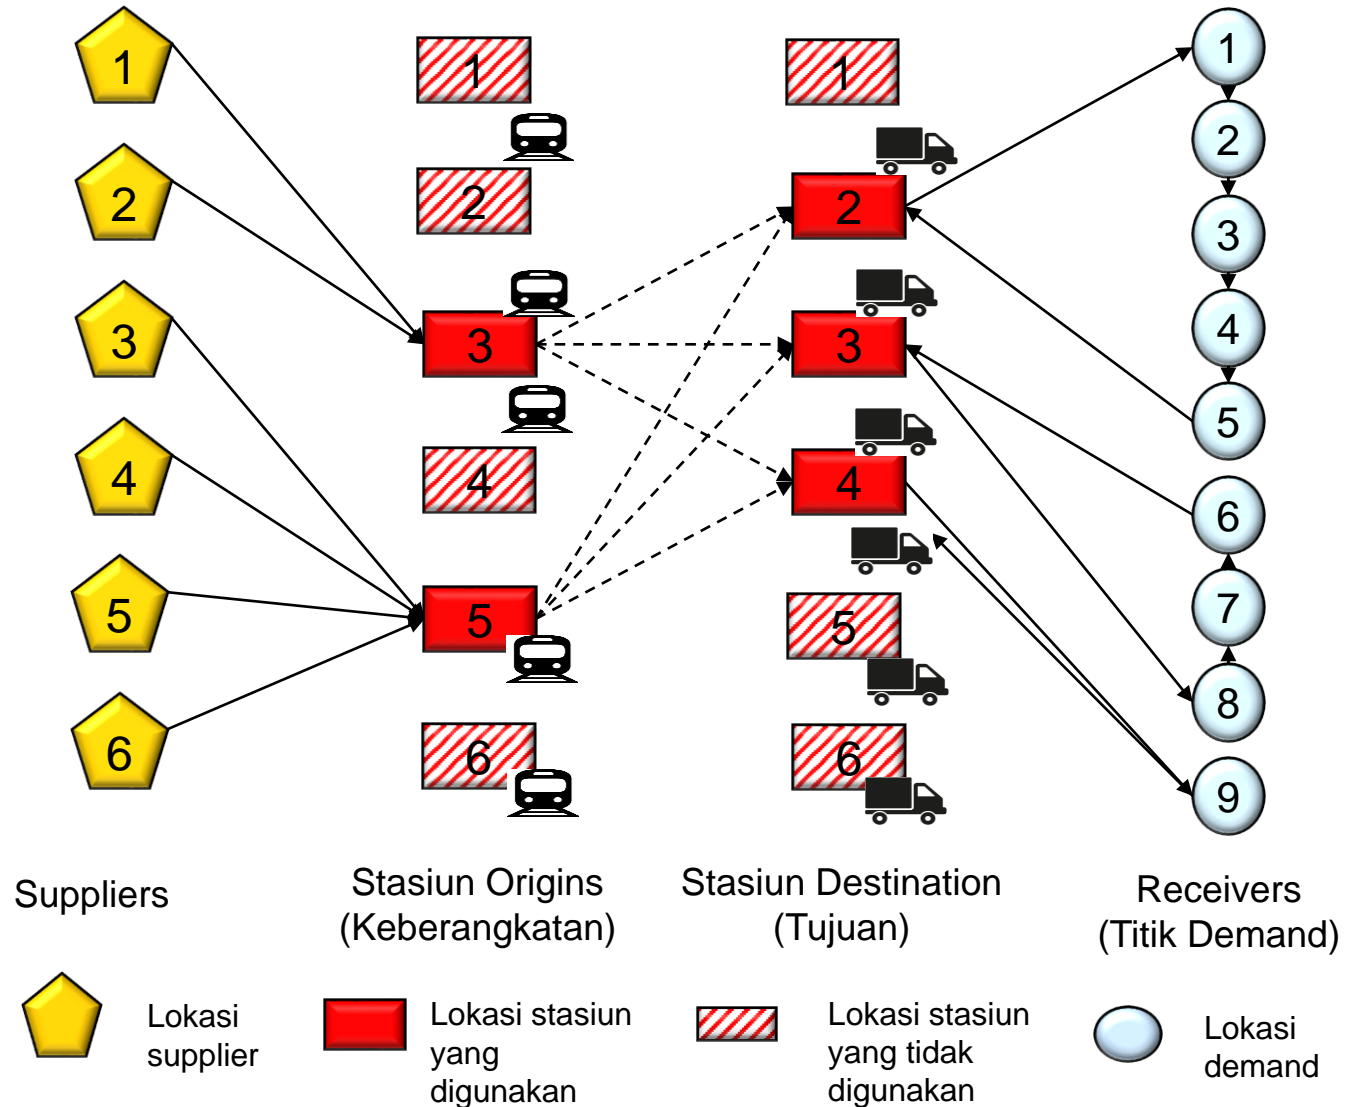 1
2
3
4
5
6
1
2
3
4
5
6
1
2
3
4
5
6
1
2
3
4
5
6
7
8
9
Suppliers
Stasiun Origins
(Keberangkatan)
Stasiun Destination
(Tujuan)
Receivers
(Titik Demand)
Lokasi
supplier
Lokasi stasiun
yang
digunakan
Lokasi stasiun
yang tidak
digunakan
Lokasi
demand